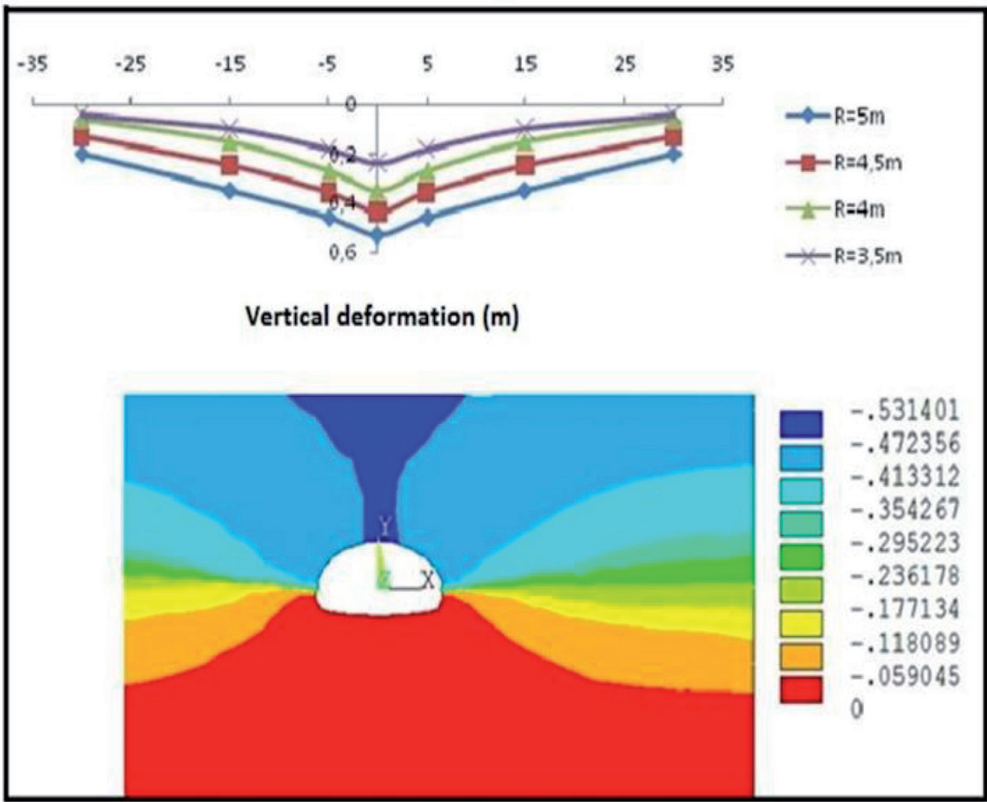 -35 -25 -15 -5 5 15 25 35
0
0,2
0,4
0,6
R=5m
R=4,5m
R=4m
R=3,5m
Vertical deformation (m)
Y
Z X
-.531401
-.472356
-.413312
-.354267
-.295223
-.236178
-.177134
-.118089
-.059045
0